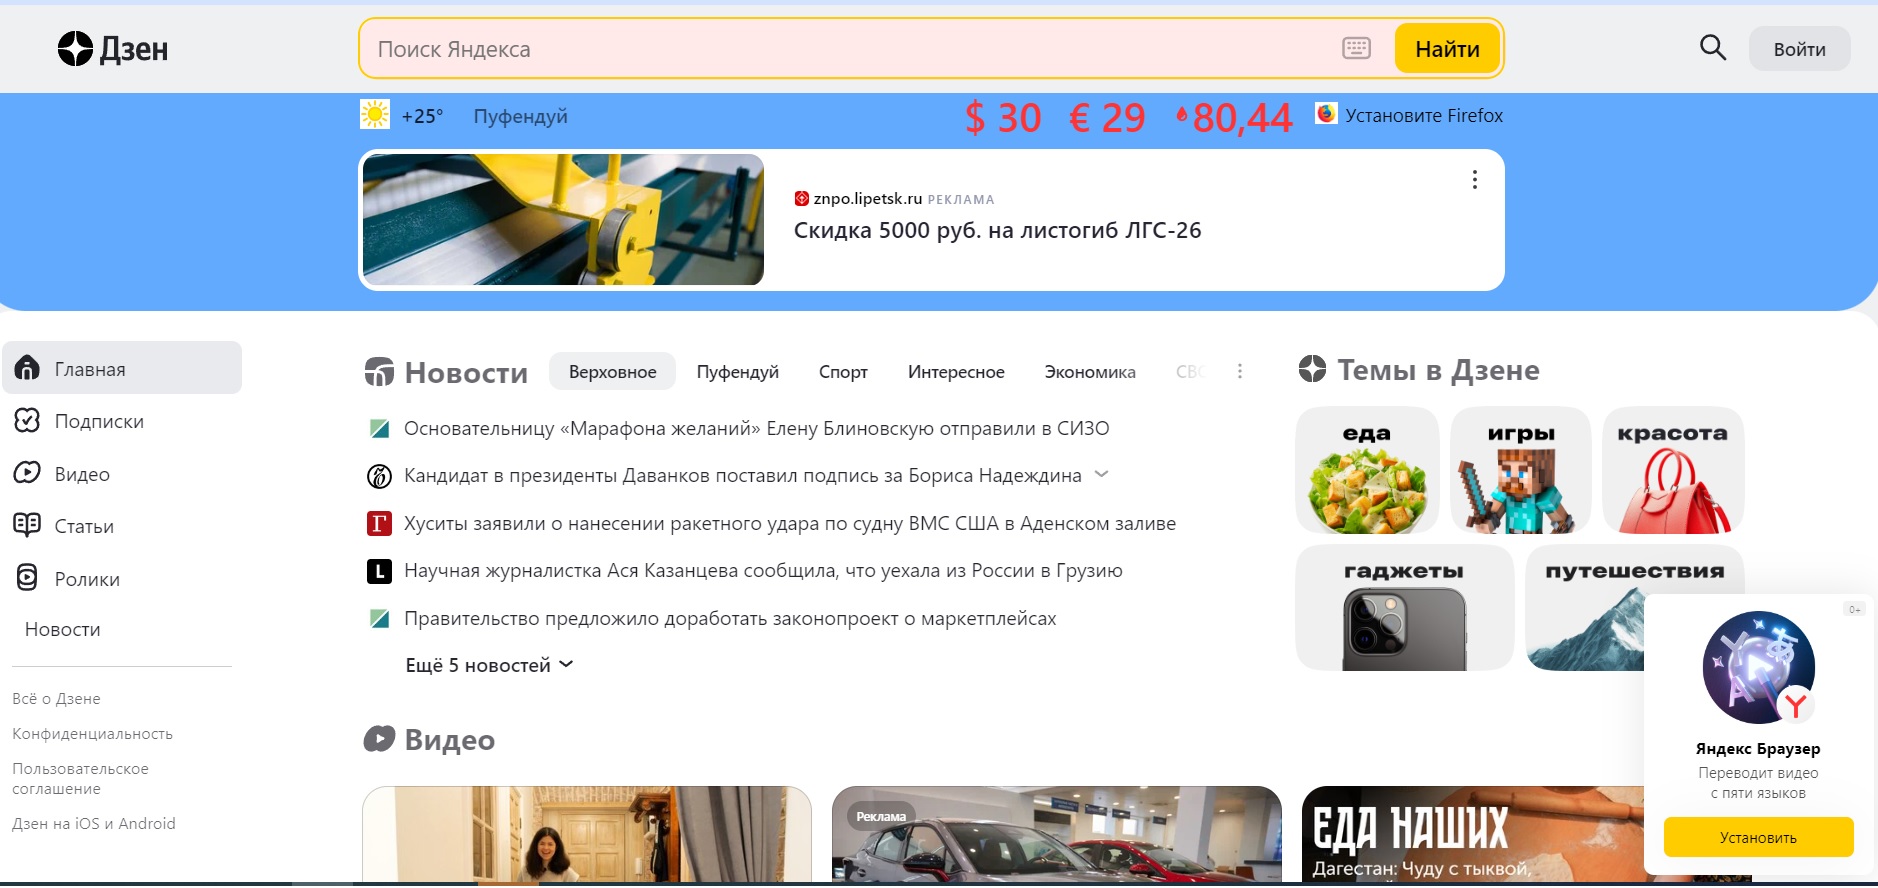 Дзен
Поиск Яндекса
Найти
Войти
+25° Пуфендуй
$ 30 € 29 80,44
Установите Firefox
znpo.lipetsk.ru РЕКЛАМА
Скидка 5000 руб. на листогиб ЛГС-26
Главная
Подписки
Видео
Статьи
Ролики
Новости
Всё о Дзене
Конфиденциальность
Пользовательское
соглашение
Дзен на iOS и Android
Новости
Верховное Пуфендуй Спорт Интересное Экономика СВО
Основательницу «Марафона желаний» Елену Блиновскую отправили в СИЗО
Кандидат в президенты Даванков поставил подпись за Бориса Надеждина
Хуситы заявили о нанесении ракетного удара по судну ВМС США в Аденском заливе
Научная журналистка Ася Казанцева сообщила, что уехала из России в Грузию
Правительство предложило доработать законопроект о маркетплейсах
Ещё 5 новостей
Темы в Дзене
еда
игры
красота
гаджеты
путешествия
Видео
Реклама
ЕДА НАШИХ
Дагестан: Чуду с тыквой,
0+
Яндекс Браузер
Переводит видео
с пяти языков
Установить